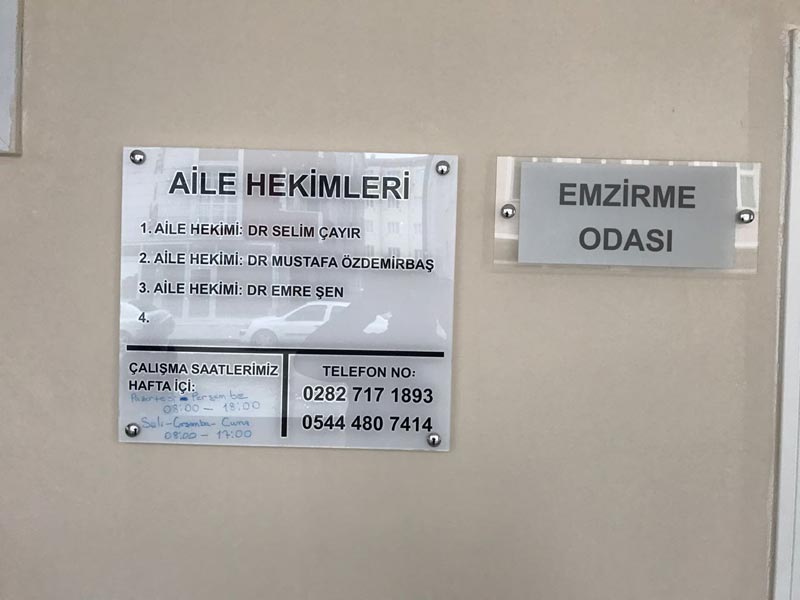 AİLE HEKİMLERİ
1. AİLE HEKİMİ: DR SELİM ÇAYIR
2. AİLE HEKİMİ: DR MUSTAFA ÖZDEMİRBAŞ
3. AİLE HEKİMİ: DR EMRE ŞEN
4.
ÇALIŞMA SAATLERİMİZ
HAFTA İÇİ:
Pazartesi - Perşembe
08:00 - 18:00
Salı - Çarşamba - Cuma
08:00 - 17:00
TELEFON NO:
0282 717 1893
0544 480 7414
EMZİRME
ODASI